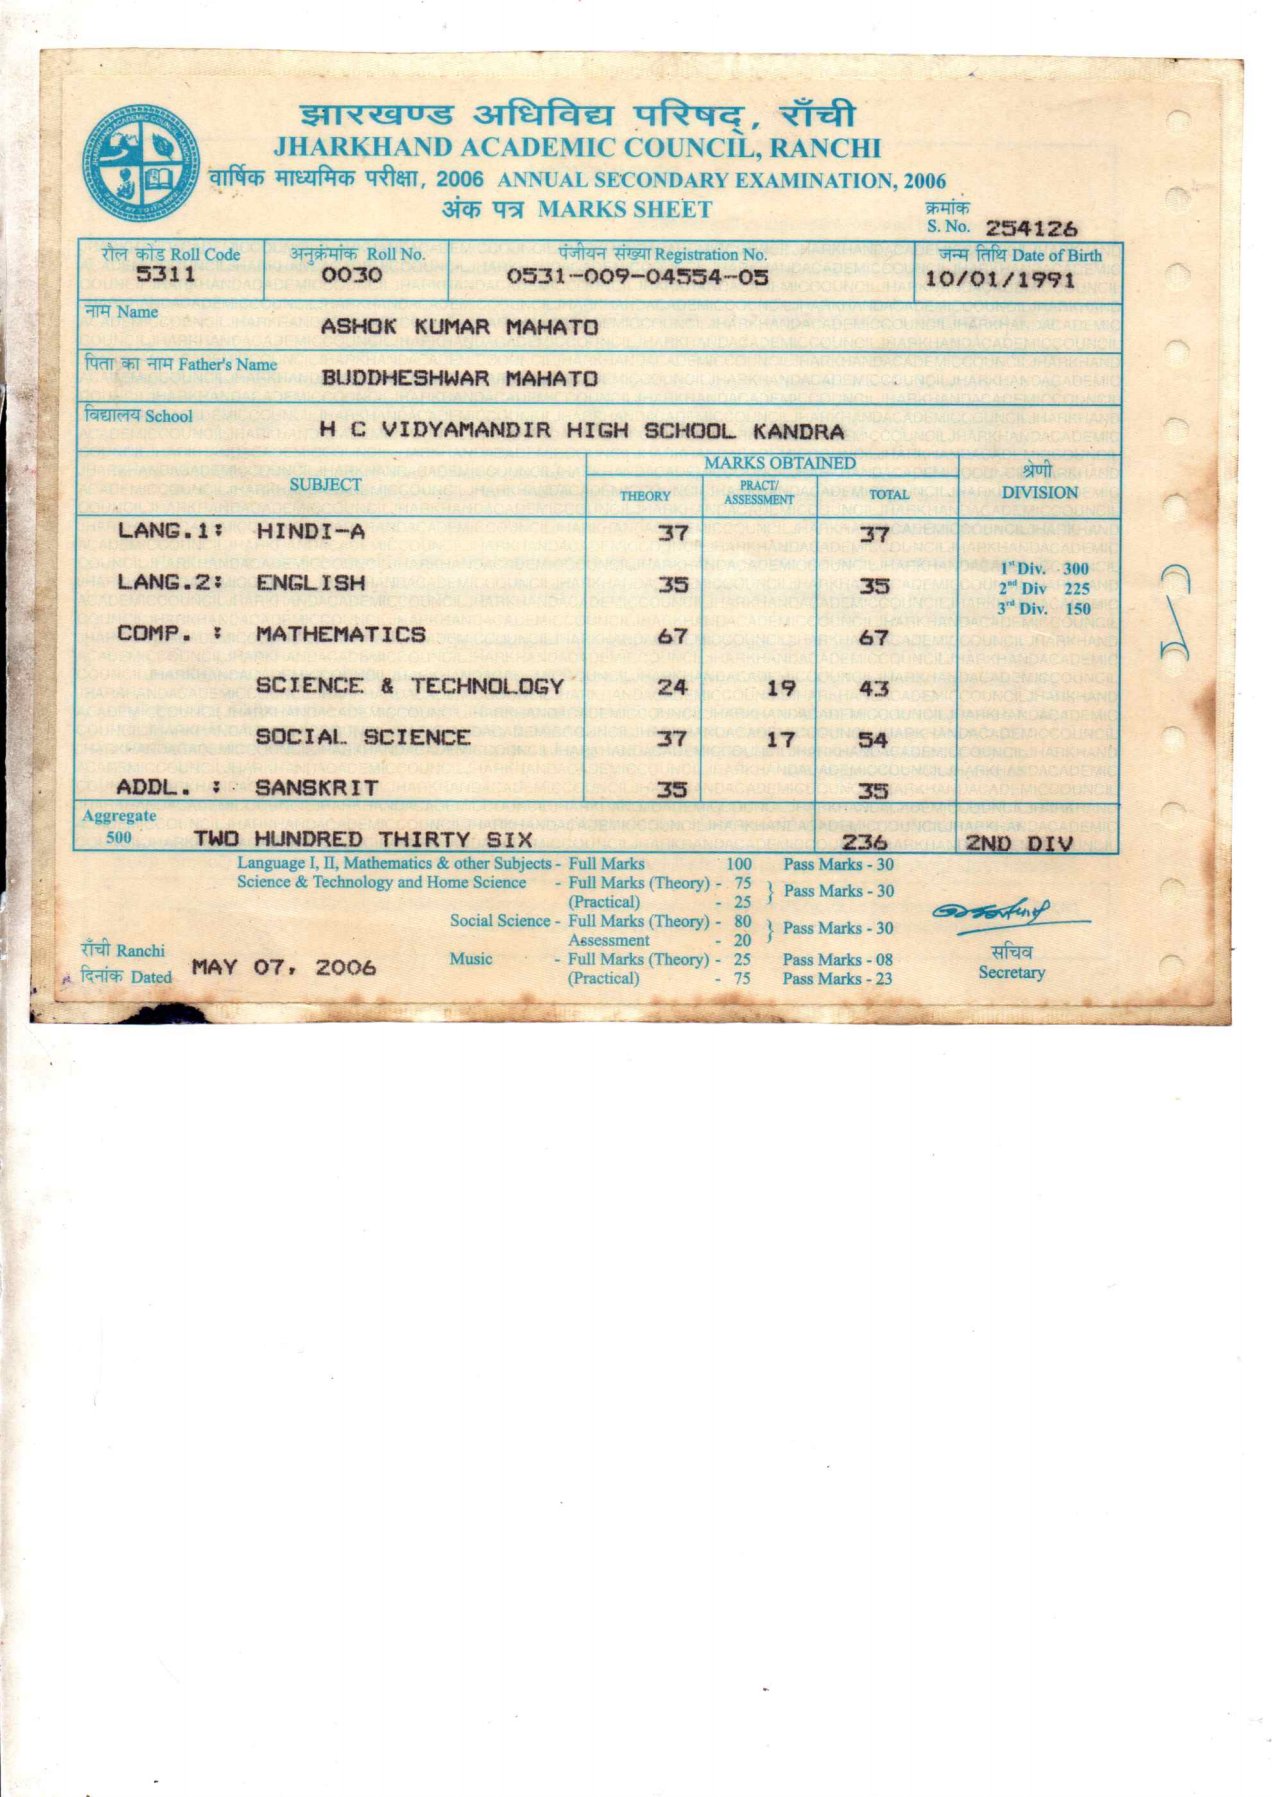 झारखण्ड अधिविद्य परिषद्, राँची
JHARKHAND ACADEMIC COUNCIL, RANCHI
वार्षिक माध्यमिक परीक्षा, 2006 ANNUAL SECONDARY EXAMINATION, 2006
अंक पत्र MARKS SHEET
क्रमांक
S. No. 254126
रौल कोड Roll Code अनुक्रंमांक Roll No. पंजीयन संख्या Registration No. जन्म तिथि Date of Birth
5311 0030 0531-009-04554-05 10/01/1991
नाम Name
ASHOK KUMAR MAHATO
पिता का नाम Father's Name
BUDDHESHWAR MAHATO
विद्यालय School
H C VIDYAMANDIR HIGH SCHOOL KANDRA
SUBJECT MARKS OBTAINED श्रेणी DIVISION
THEORY PRACT/ ASSESSMENT TOTAL
LANG.1: HINDI-A 37 37
1st Div. 300
LANG.2: ENGLISH 35 35
2nd Div 225
3rd Div. 150
COMP. : MATHEMATICS 67 67
SCIENCE & TECHNOLOGY 24 19 43
SOCIAL SCIENCE 37 17 54
ADDL. : SANSKRIT 35 35
Aggregate
500 TWO HUNDRED THIRTY SIX 236 2ND DIV
Language I, II, Mathematics & other Subjects - Full Marks 100 Pass Marks - 30
Science & Technology and Home Science - Full Marks (Theory) - 75 } Pass Marks - 30
(Practical) - 25
Social Science - Full Marks (Theory) - 80 } Pass Marks - 30
Assessment - 20
Music - Full Marks (Theory) - 25 Pass Marks - 08
(Practical) - 75 Pass Marks - 23
राँची Ranchi
दिनांक Dated MAY 07, 2006
सचिव
Secretary